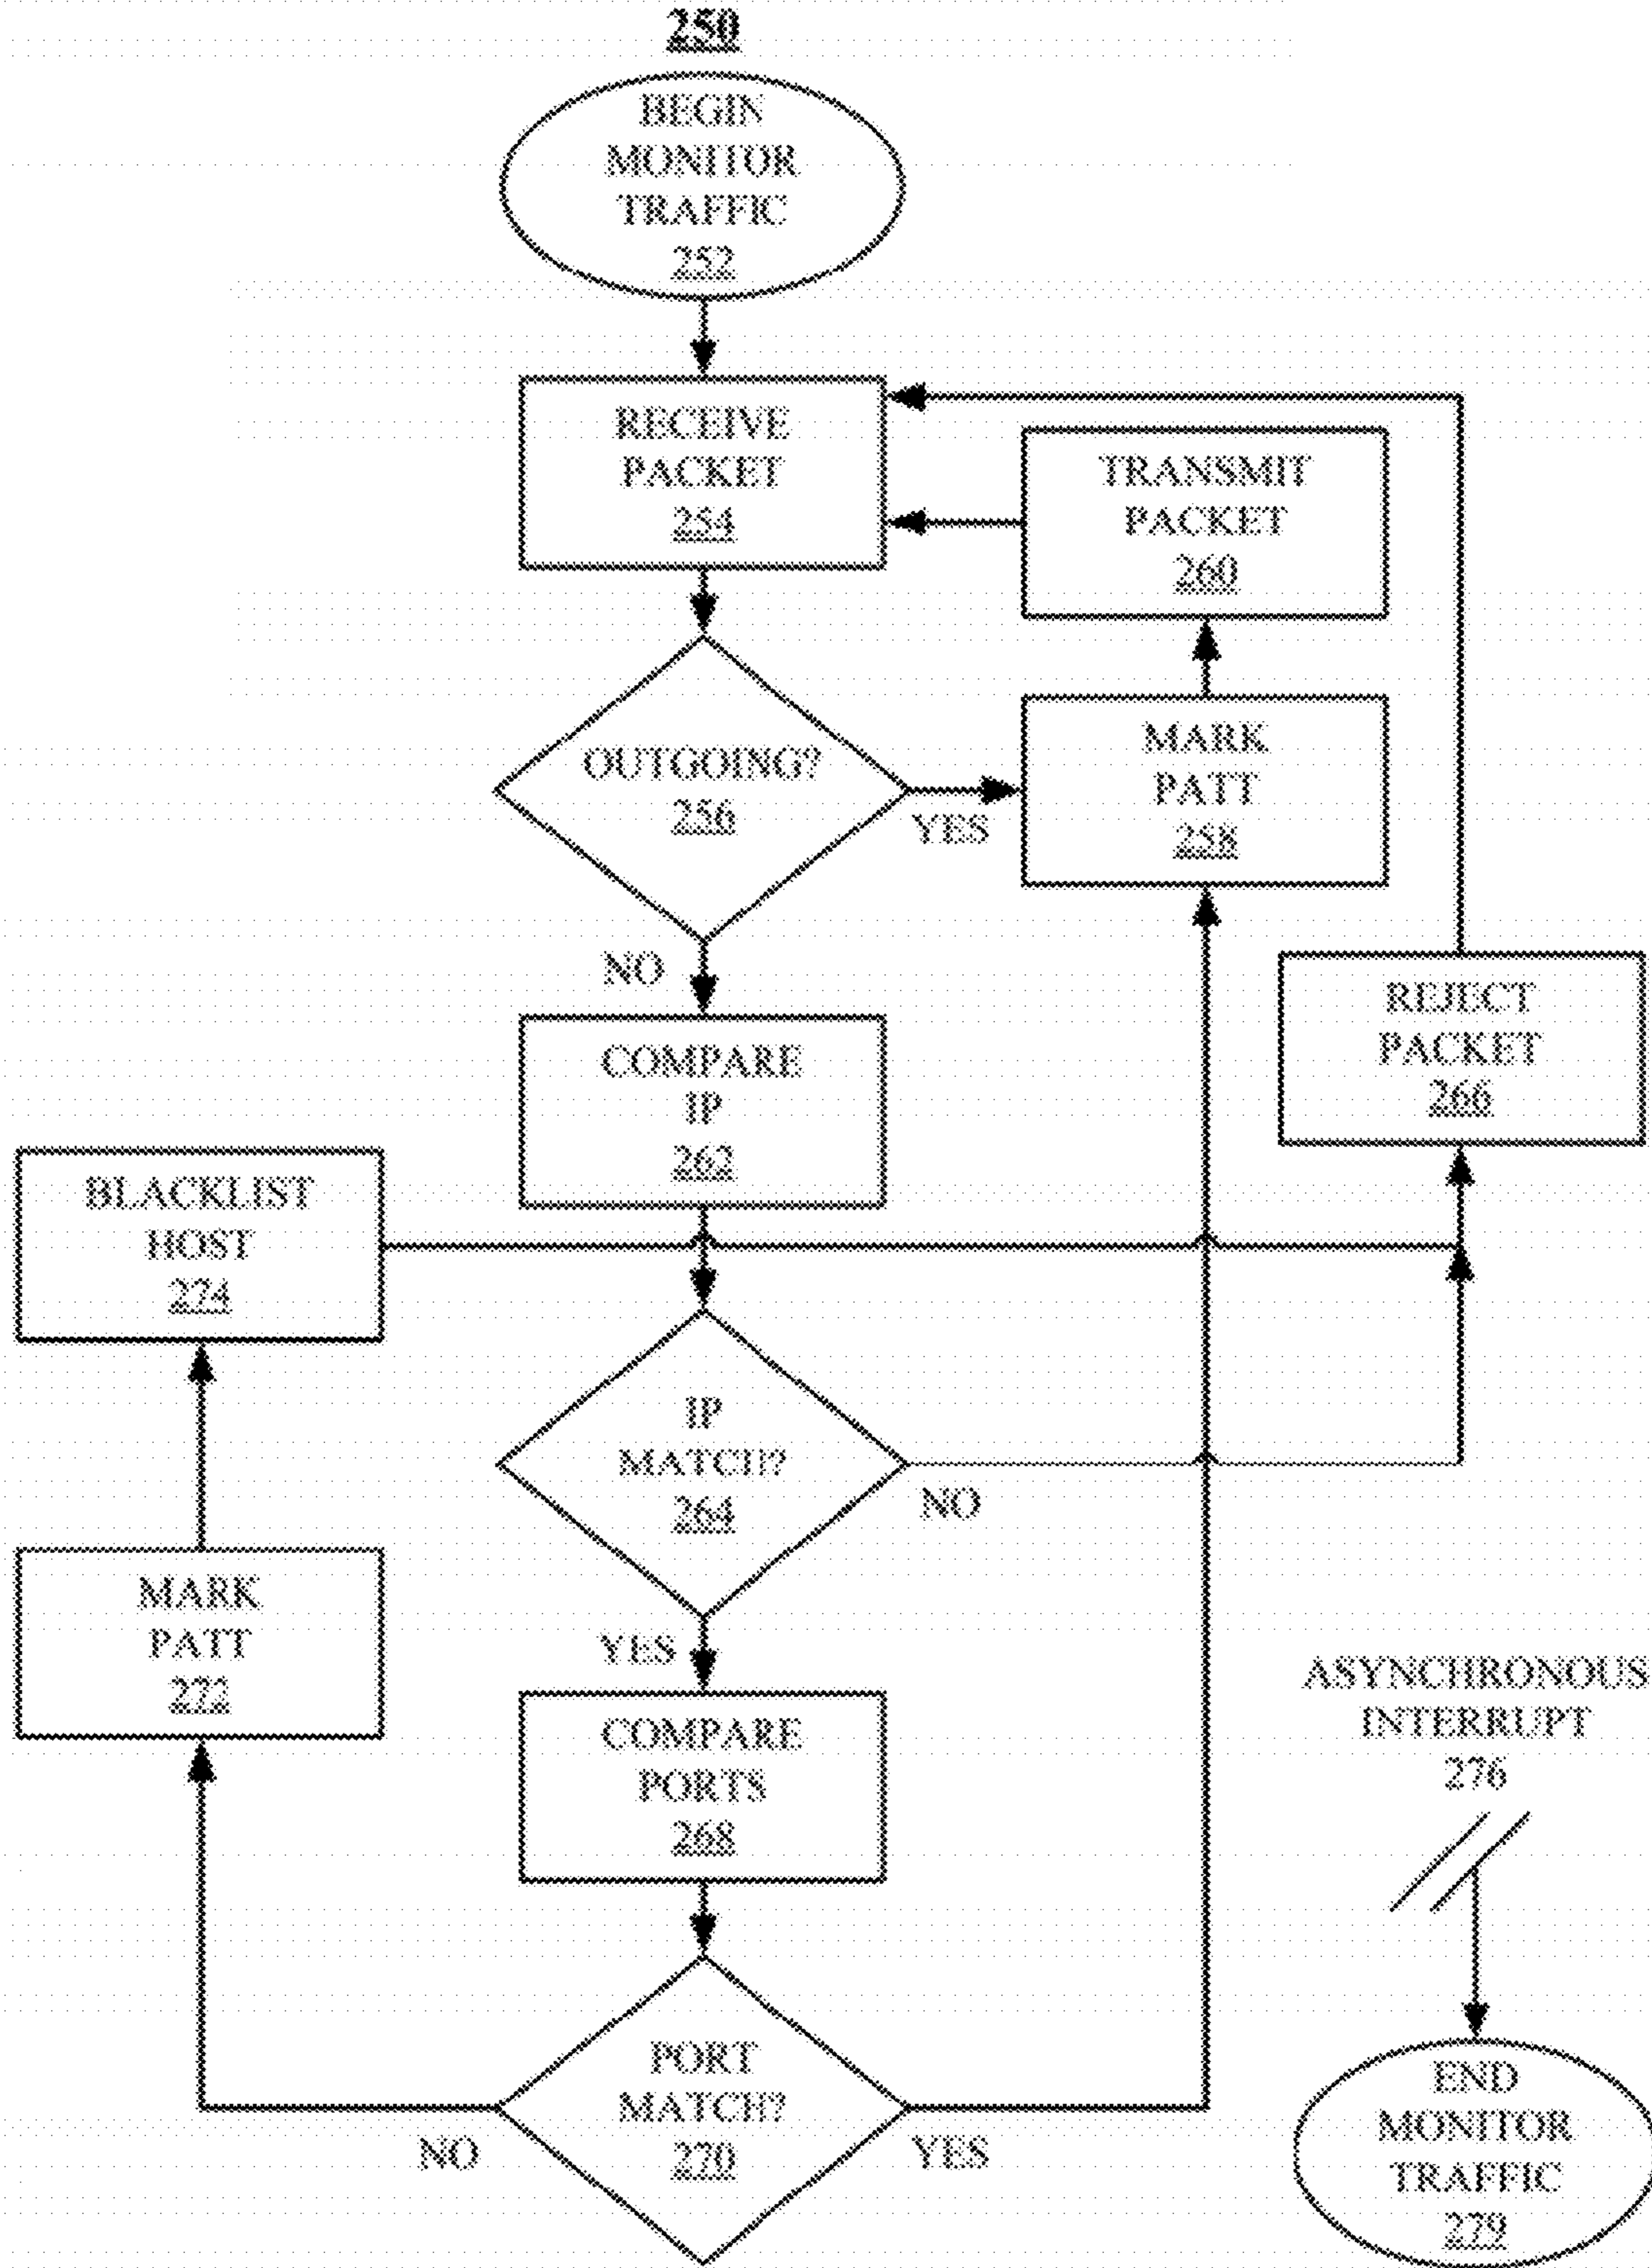 250
BEGIN
MONITOR
TRAFFIC
252
RECEIVE
PACKET
254
TRANSMIT
PACKET
260
OUTGOING?
256
YES
MARK
PATT
258
NO
COMPARE
IP
262
REJECT
PACKET
266
BLACKLIST
HOST
274
IP
MATCH?
264
NO
YES
MARK
PATT
272
COMPARE
PORTS
268
ASYNCHRONOUS
INTERRUPT
276
PORT
MATCH?
270
NO
YES
END
MONITOR
TRAFFIC
279